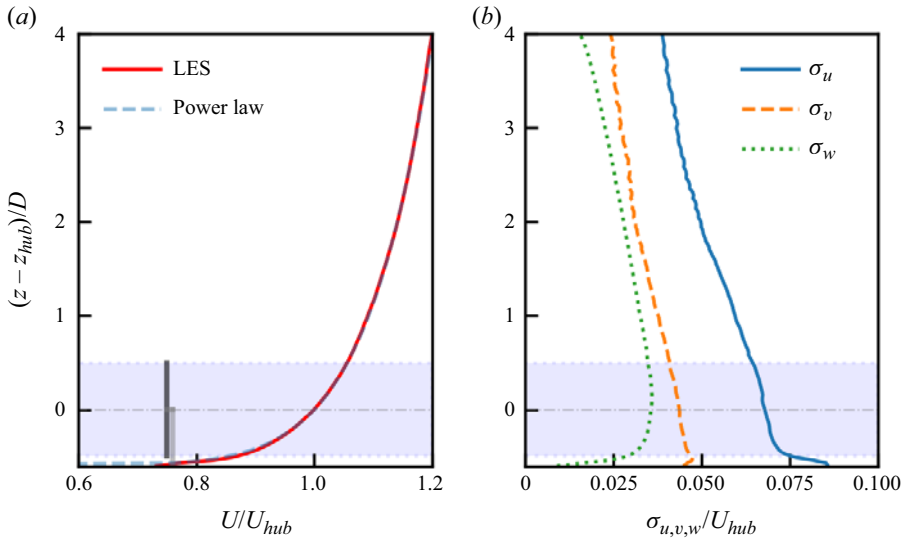 (a)
4
3
2
1
0
(z − z_hub)/D
LES
Power law
0.6
0.8
1.0
1.2
U/U_hub
(b)
4
3
2
1
0
σ_u
σ_v
σ_w
0
0.025
0.050
0.075
0.100
σ_u,v,w/U_hub